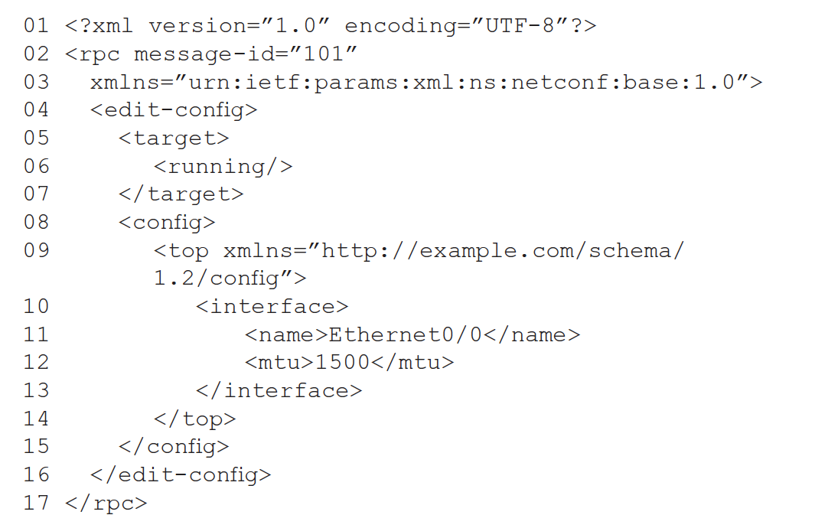 01 <?xml version=”1.0” encoding=”UTF-8”?>
02 <rpc message-id=”101”
03 xmlns=”urn:ietf:params:xml:ns:netconf:base:1.0”>
04 <edit-config>
05 <target>
06 <running/>
07 </target>
08 <config>
09 <top xmlns=”http://example.com/schema/
1.2/config”>
10 <interface>
11 <name>Ethernet0/0</name>
12 <mtu>1500</mtu>
13 </interface>
14 </top>
15 </config>
16 </edit-config>
17 </rpc>